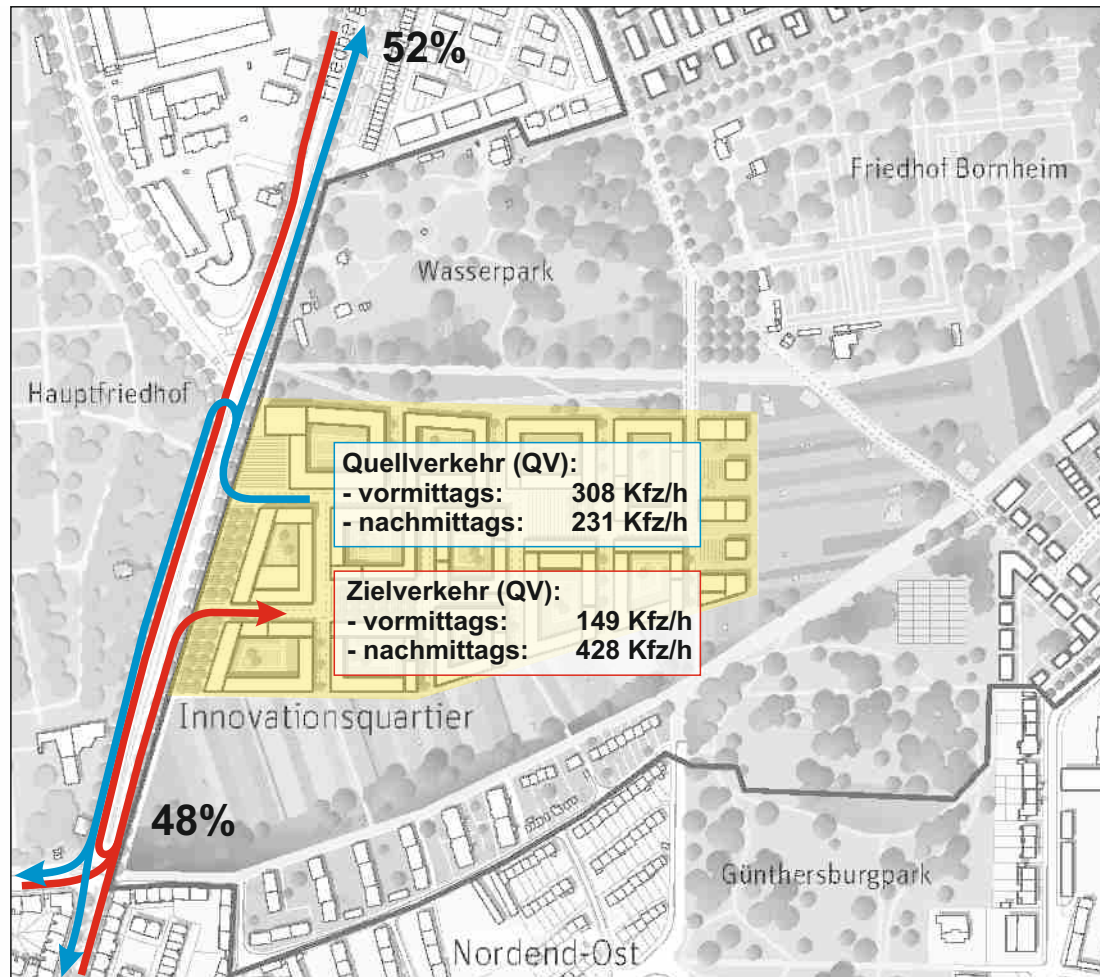 52%
Friedhof Bornheim
Wasserpark
Hauptfriedhof
Quellverkehr (QV):
- vormittags: 308 Kfz/h
- nachmittags: 231 Kfz/h
Zielverkehr (QV):
- vormittags: 149 Kfz/h
- nachmittags: 428 Kfz/h
Innovationsquartier
48%
Günthersburgpark
Nordend-Ost